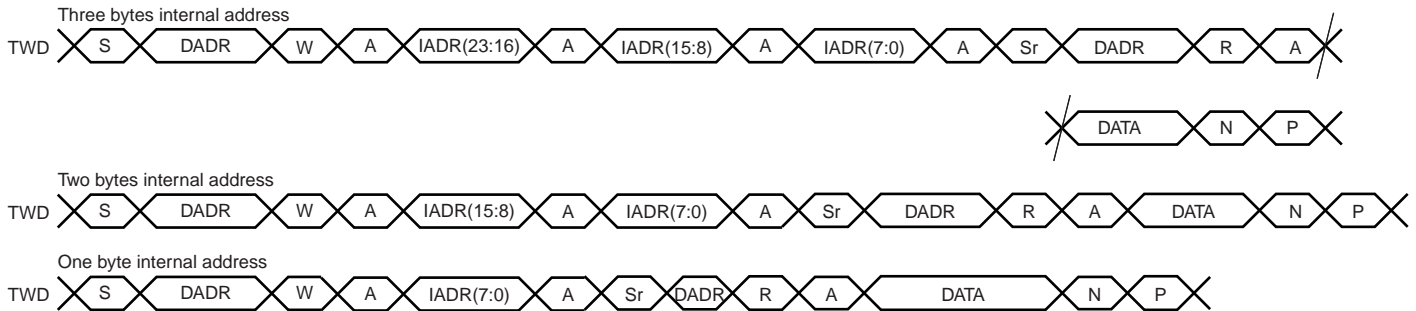 Three bytes internal address
TWD S DADR W A IADR(23:16) A IADR(15:8) A IADR(7:0) A Sr DADR R A
DATA N P
Two bytes internal address
TWD S DADR W A IADR(15:8) A IADR(7:0) A Sr DADR R A DATA N P
One byte internal address
TWD S DADR W A IADR(7:0) A Sr DADR R A DATA N P